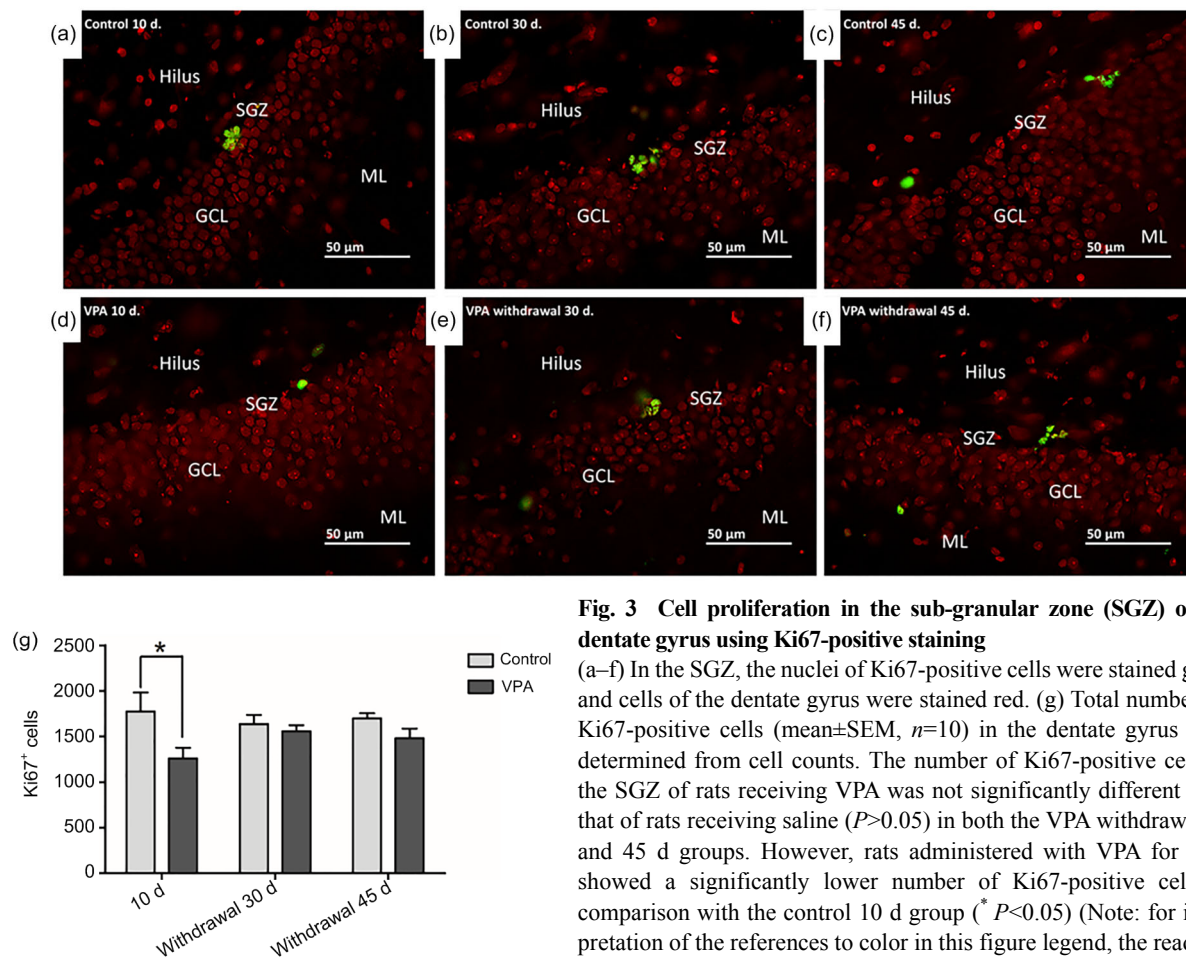 (a) Control 10 d.
Hilus
SGZ
ML
GCL
50 µm
(b) Control 30 d.
Hilus
SGZ
GCL
ML
50 µm
(c) Control 45 d.
Hilus
SGZ
ML
GCL
50 µm
(d) VPA 10 d.
Hilus
SGZ
GCL
ML
50 µm
(e) VPA withdrawal 30 d.
Hilus
SGZ
GCL
ML
50 µm
(f) VPA withdrawal 45 d.
Hilus
SGZ
GCL
ML
50 µm
(g)
2500
2000
1500
1000
500
0
Ki67+ cells
*
Control
VPA
10 d
Withdrawal 30 d
Withdrawal 45 d
Fig. 3 Cell proliferation in the sub-granular zone (SGZ) o
dentate gyrus using Ki67-positive staining
(a–f) In the SGZ, the nuclei of Ki67-positive cells were stained g
and cells of the dentate gyrus were stained red. (g) Total number
Ki67-positive cells (mean±SEM, n=10) in the dentate gyrus
determined from cell counts. The number of Ki67-positive ce
the SGZ of rats receiving VPA was not significantly different
that of rats receiving saline (P>0.05) in both the VPA withdraw
and 45 d groups. However, rats administered with VPA for
showed a significantly lower number of Ki67-positive cel
comparison with the control 10 d group (* P<0.05) (Note: for i
pretation of the references to color in this figure legend, the read